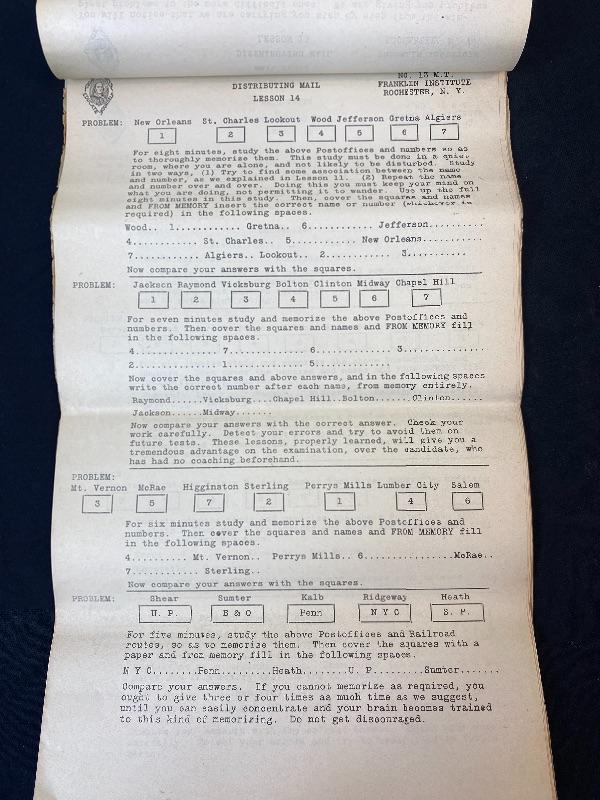 NO. 13 M.T.
DISTRIBUTING MAIL FRANKLIN INSTITUTE
LESSON 14 ROCHESTER, N. Y.
PROBLEM: New Orleans St. Charles Lookout Wood Jefferson Gretna Algiers
1 2 3 4 5 6 7
For eight minutes, study the above Postoffices and numbers so as
to thoroughly memorize them. This study must be done in a quiet
room, where you are alone, and not likely to be disturbed. Study
in two ways, (1) Try to find some association between the name
and number, as we explained in Lesson 11. (2) Repeat the name
and number over and over. Doing this you must keep your mind on
what you are doing, not permitting it to wander. Use up the full
eight minutes in this study. Then, cover the squares and names
and FROM MEMORY insert the correct name or number (whichever is
required) in the following spaces.
Wood.. 1............ Gretna.. 6............ Jefferson..........
4............ St. Charles.. 5............ New Orleans..........
7............ Algiers.. Lookout.. 2............ 3...........
Now compare your answers with the squares.
PROBLEM: Jackson Raymond Vicksburg Bolton Clinton Midway Chapel Hill
1 2 3 4 5 6 7
For seven minutes study and memorize the above Postoffices and
numbers. Then cover the squares and names and FROM MEMORY fill
in the following spaces.
4.............. 7.............. 6.............. 3..............
2.............. 1.............. 5..............
Now cover the squares and above answers, and in the following spaces
write the correct number after each name, from memory entirely.
Raymond......Vicksburg....Chapel Hill..Bolton.......Clinton......
Jackson......Midway.......
Now compare your answers with the correct answer. Check your
work carefully. Detect your errors and try to avoid them on
future tests. These lessons, properly learned, will give you a
tremendous advantage on the examination, over the candidate, who
has had no coaching beforehand.
PROBLEM:
Mt. Vernon McRae Higginston Sterling Perrys Mills Lumber City Salem
3 5 7 2 1 4 6
For six minutes study and memorize the above Postoffices and
numbers. Then cover the squares and names and FROM MEMORY fill
in the following spaces.
4.......... Mt. Vernon.. Perrys Mills.. 6...............McRae..
7............ Sterling..
Now compare your answers with the squares.
PROBLEM: Shear Sumter Kalb Ridgeway Heath
U. P. B & O Penn N Y C S. P.
For five minutes, study the above Postoffices and Railroad
routes, so as to memorize them. Then cover the squares with a
paper and from memory fill in the following spaces.
N Y C........Penn.........Heath........U. P..........Sumter.......
Compare your answers. If you cannot memorize as required, you
ought to give three or four times as much time as we suggest,
until you can easily concentrate and your brain becomes trained
to this kind of memorizing. Do not get discouraged.